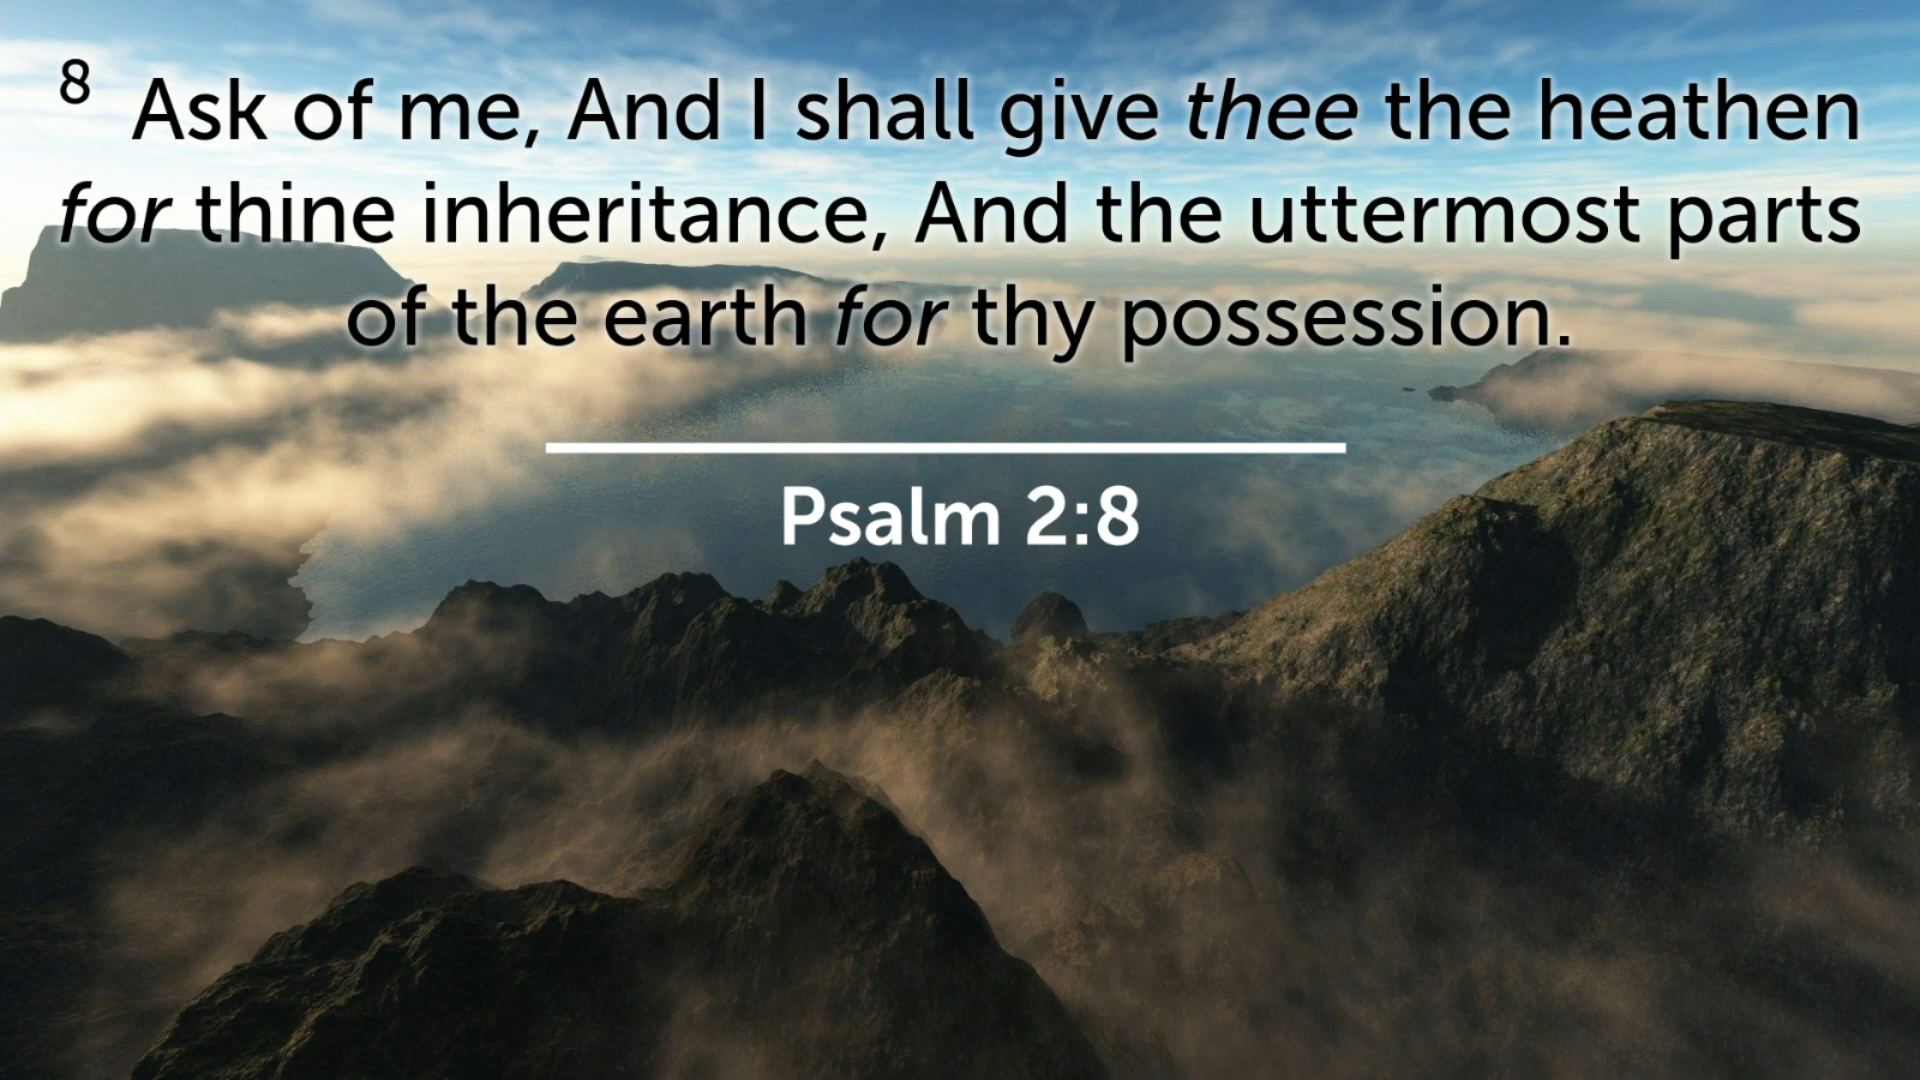 8 Ask of me, And I shall give thee the heathen
for thine inheritance, And the uttermost parts
of the earth for thy possession.
Psalm 2:8